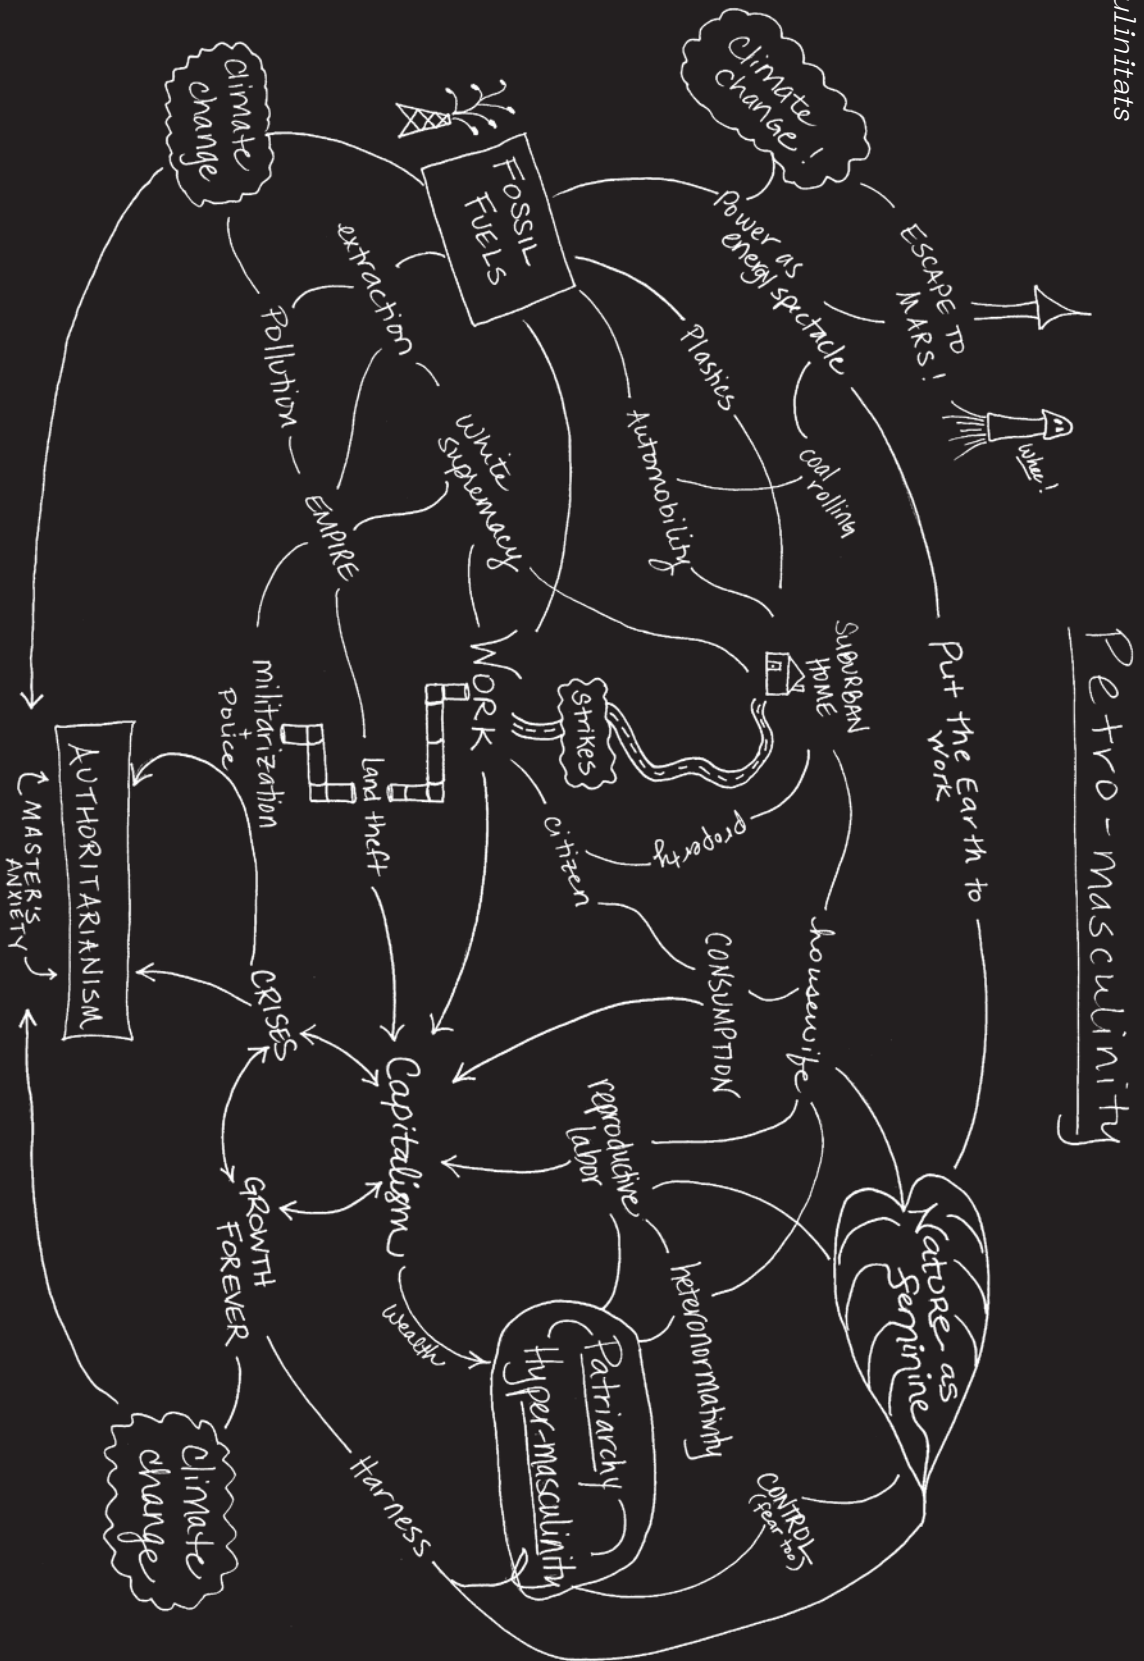 ulinitats
Petro-masculinity
Climate
change!
ESCAPE TO
MARS!
Whee!
Power as
energy spectacle
coal
rolling
Put the Earth to
Work
Nature as
feminine
Climate
change
FOSSIL
FUELS
extraction
Pollution
Plastics
Automobility
White
supremacy
EMPIRE
SUBURBAN
HOME
Strikes
WORK
militarization
+
Police
land theft
property
citizen
housewife
CONSUMPTION
reproductive
labor
heteronormativity
CONTROL
(fear too)
Patriarchy
Hyper-masculinity
Capitalism
Wealth
CRISES
GROWTH
FOREVER
Harness
AUTHORITARIANISM
MASTER'S
ANXIETY
Climate
change